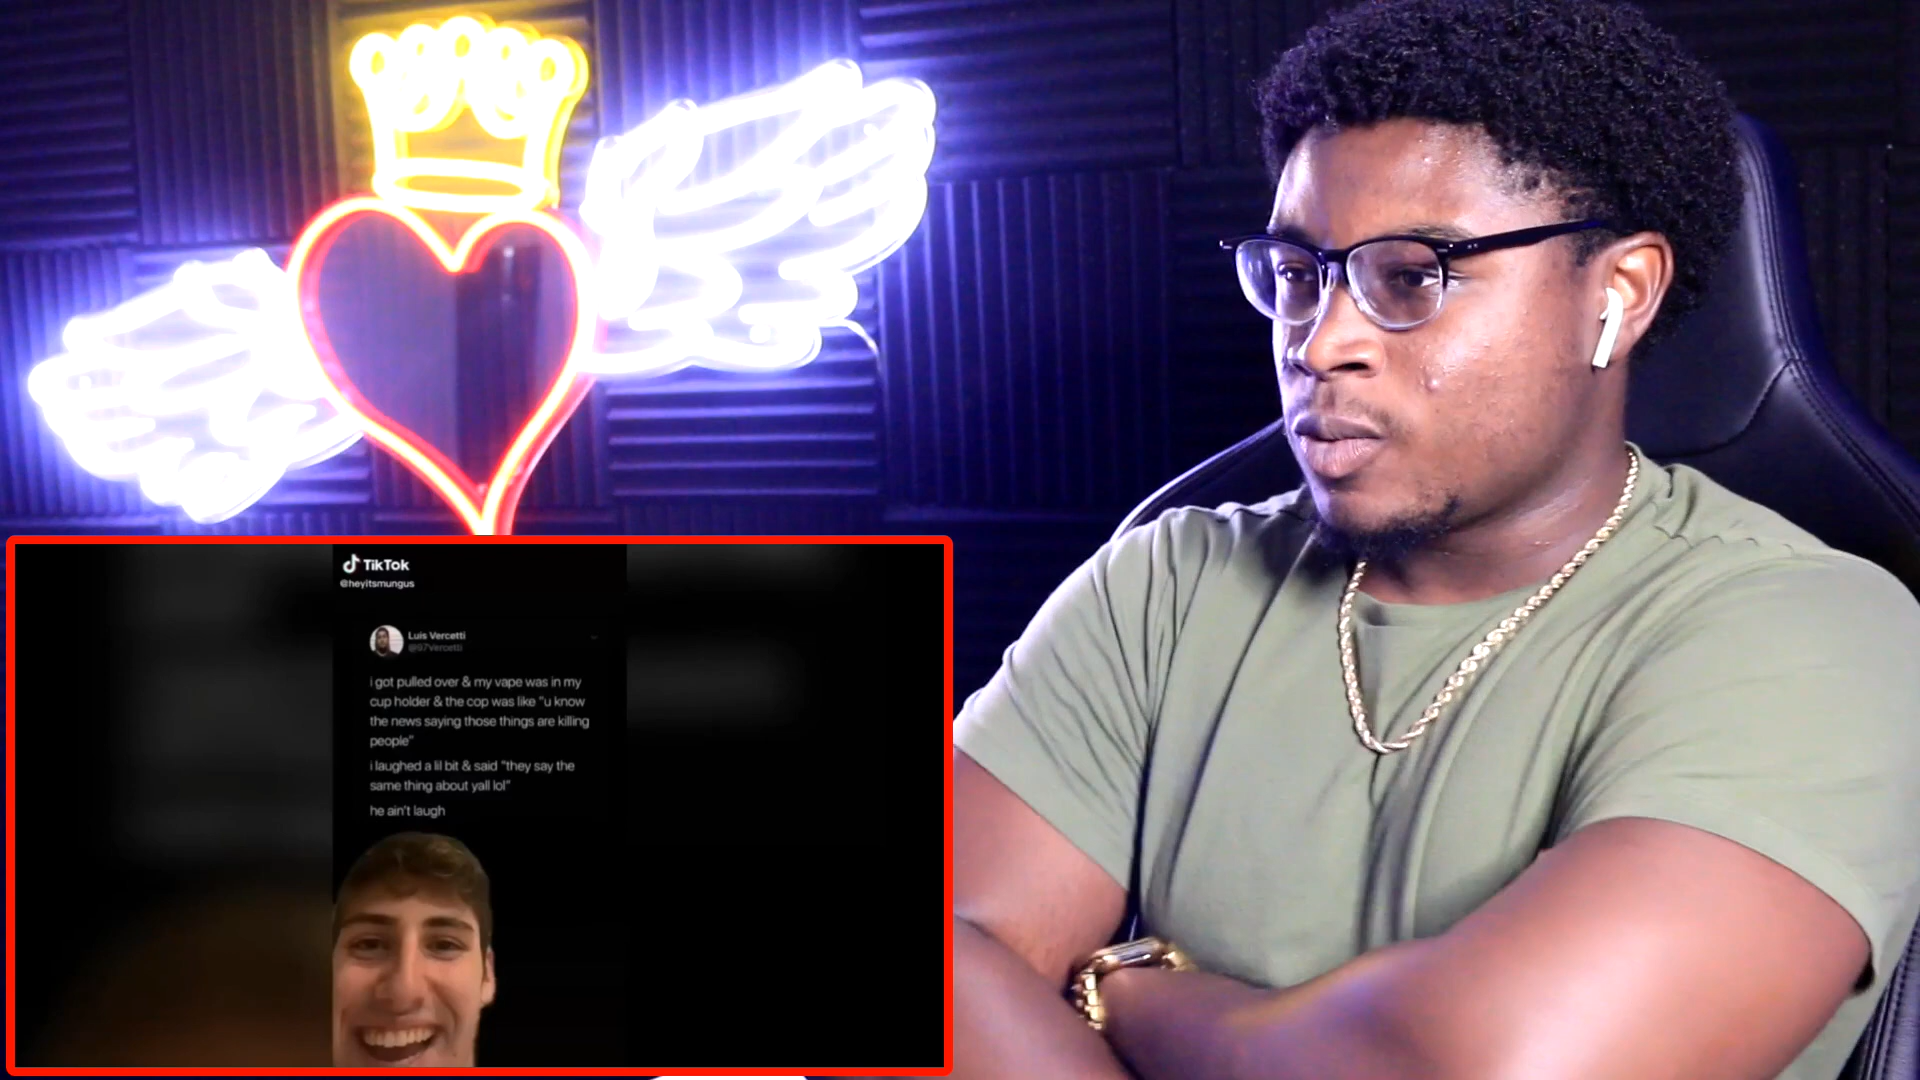 TikTok
@heyitsmungus
Luis Vercetti
@97Vercetti
i got pulled over & my vape was in my
cup holder & the cop was like "u know
the news saying those things are killing
people"
i laughed a lil bit & said "they say the
same thing about yall lol"
he ain't laugh